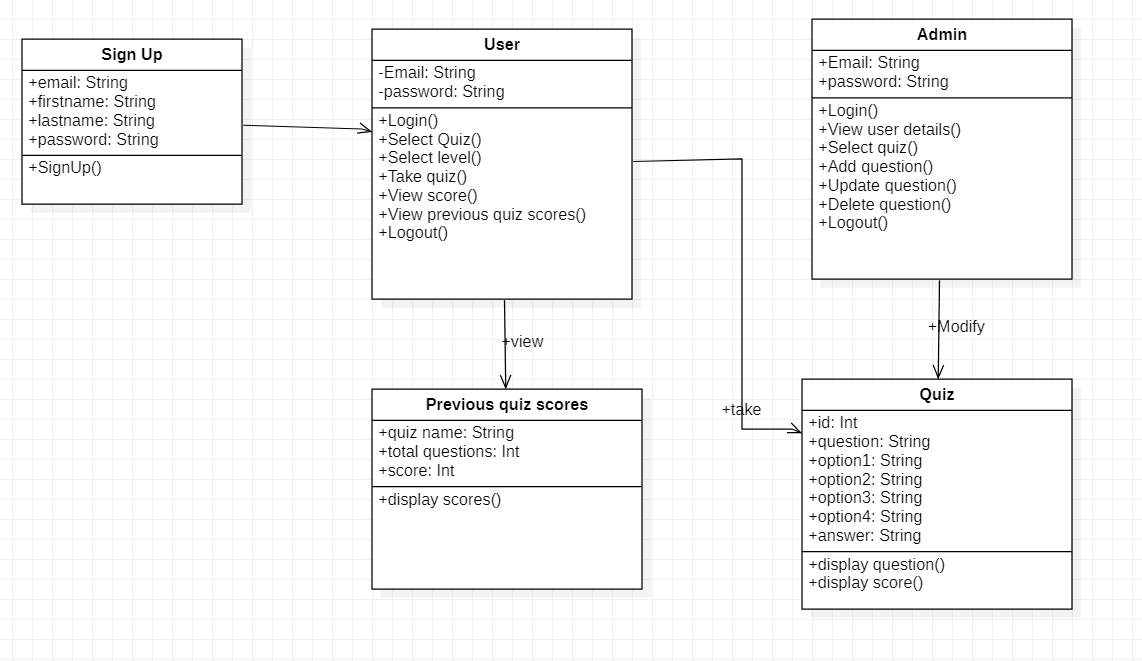 Sign Up
+email: String
+firstname: String
+lastname: String
+password: String
+SignUp()
User
-Email: String
-password: String
+Login()
+Select Quiz()
+Select level()
+Take quiz()
+View score()
+View previous quiz scores()
+Logout()
Admin
+Email: String
+password: String
+Login()
+View user details()
+Select quiz()
+Add question()
+Update question()
+Delete question()
+Logout()
+view
+Modify
+take
Previous quiz scores
+quiz name: String
+total questions: Int
+score: Int
+display scores()
Quiz
+id: Int
+question: String
+option1: String
+option2: String
+option3: String
+option4: String
+answer: String
+display question()
+display score()